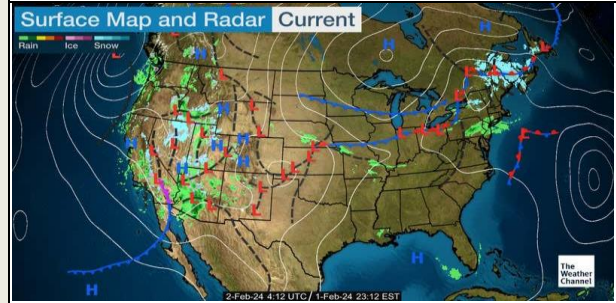 Surface Map and Radar Current
Rain Ice Snow
H
H
H
L
L
L
L
L
H
L
L
L
H
H
H
H
L
L
L
L
L
L
L
L
L
L
H
H
The
Weather
Channel
2-Feb-24 4:12 UTC / 1-Feb-24 23:12 EST